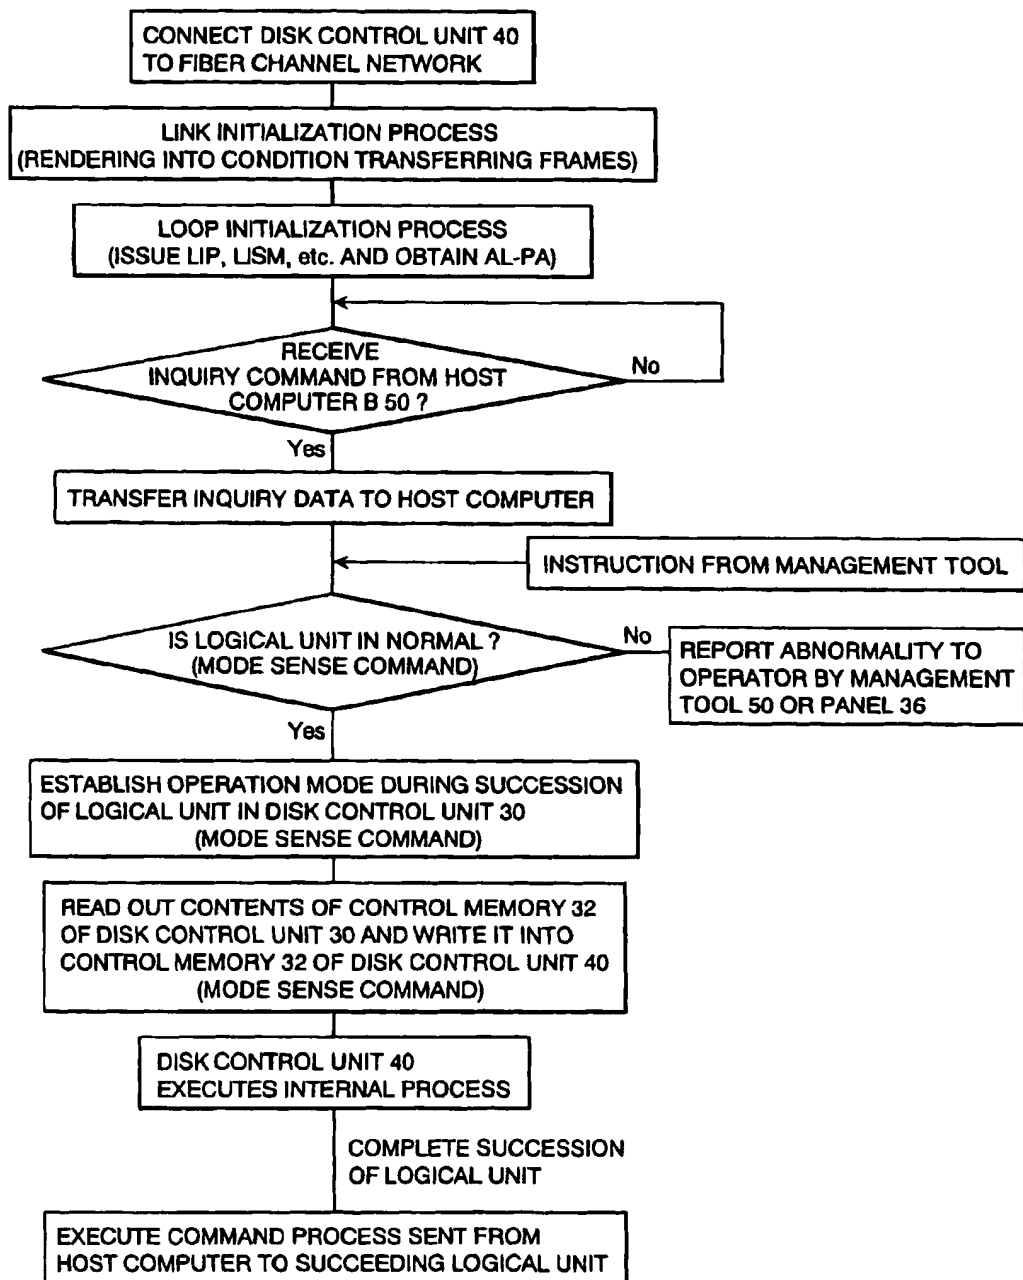 CONNECT DISK CONTROL UNIT 40
TO FIBER CHANNEL NETWORK
LINK INITIALIZATION PROCESS
(RENDERING INTO CONDITION TRANSFERRING FRAMES)
LOOP INITIALIZATION PROCESS
(ISSUE LIP, LISM, etc. AND OBTAIN AL-PA)
RECEIVE
INQUIRY COMMAND FROM HOST
COMPUTER B 50 ?
No
Yes
TRANSFER INQUIRY DATA TO HOST COMPUTER
INSTRUCTION FROM MANAGEMENT TOOL
IS LOGICAL UNIT IN NORMAL ?
(MODE SENSE COMMAND)
No
REPORT ABNORMALITY TO
OPERATOR BY MANAGEMENT
TOOL 50 OR PANEL 36
Yes
ESTABLISH OPERATION MODE DURING SUCCESSION
OF LOGICAL UNIT IN DISK CONTROL UNIT 30
(MODE SENSE COMMAND)
READ OUT CONTENTS OF CONTROL MEMORY 32
OF DISK CONTROL UNIT 30 AND WRITE IT INTO
CONTROL MEMORY 32 OF DISK CONTROL UNIT 40
(MODE SENSE COMMAND)
DISK CONTROL UNIT 40
EXECUTES INTERNAL PROCESS
COMPLETE SUCCESSION
OF LOGICAL UNIT
EXECUTE COMMAND PROCESS SENT FROM
HOST COMPUTER TO SUCCEEDING LOGICAL UNIT